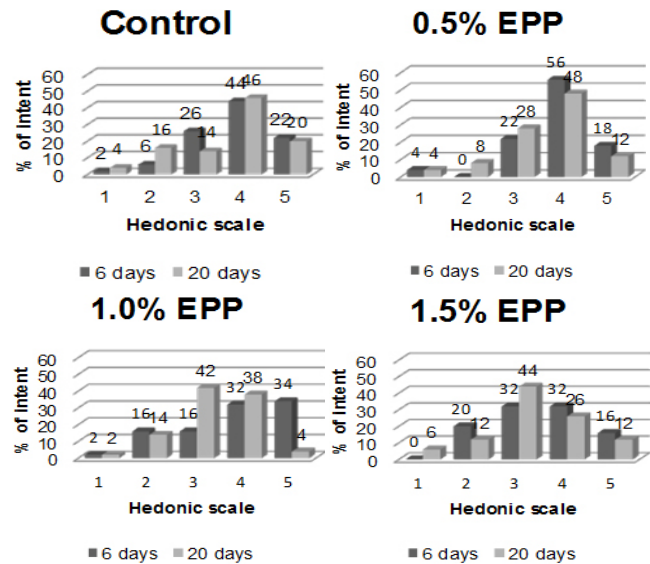 Control
60
50
40
30
20
10
0
% of Intent
2 4 6 16 26 14 44 46 22 20
1 2 3 4 5
Hedonic scale
6 days 20 days
0.5% EPP
60
50
40
30
20
10
0
% of intent
4 4 0 8 22 28 56 48 18 12
1 2 3 4 5
Hedonic scale
6 days 20 days
1.0% EPP
60
50
40
30
20
10
0
% of Intent
2 2 16 14 16 42 32 38 34 4
1 2 3 4 5
Hedonic scale
6 days 20 days
1.5% EPP
60
50
40
30
20
10
0
% of Intent
0 6 20 12 32 44 32 26 16 12
1 2 3 4 5
Hedonic scale
6 days 20 days